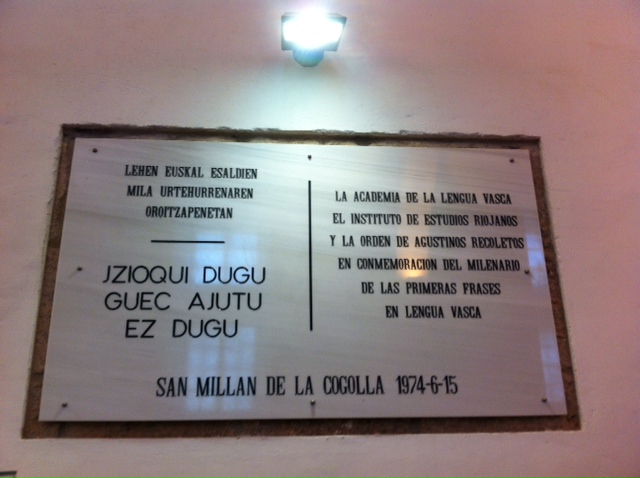 LEHEN EUSKAL ESALDIEN
MILA URTEHURRENAREN
OROITZAPENETAN
JZIOQUI DUGU
GUEC AJUTU
EZ DUGU
LA ACADEMIA DE LA LENGUA VASCA
EL INSTITUTO DE ESTUDIOS RIOJANOS
Y LA ORDEN DE AGUSTINOS RECOLETOS
EN CONMEMORACION DEL MILENARIO
DE LAS PRIMERAS FRASES
EN LENGUA VASCA
SAN MILLAN DE LA COGOLLA 1974-6-15